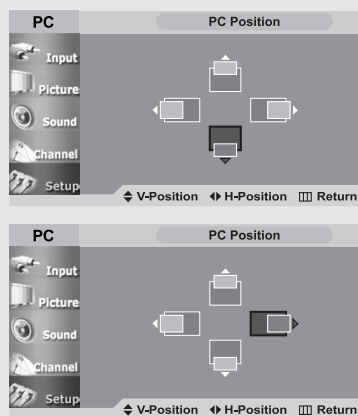 PC
PC Position
Input
Picture
Sound
Channel
Setup
V-Position H-Position Return
PC
PC Position
Input
Picture
Sound
Channel
Setup
V-Position H-Position Return